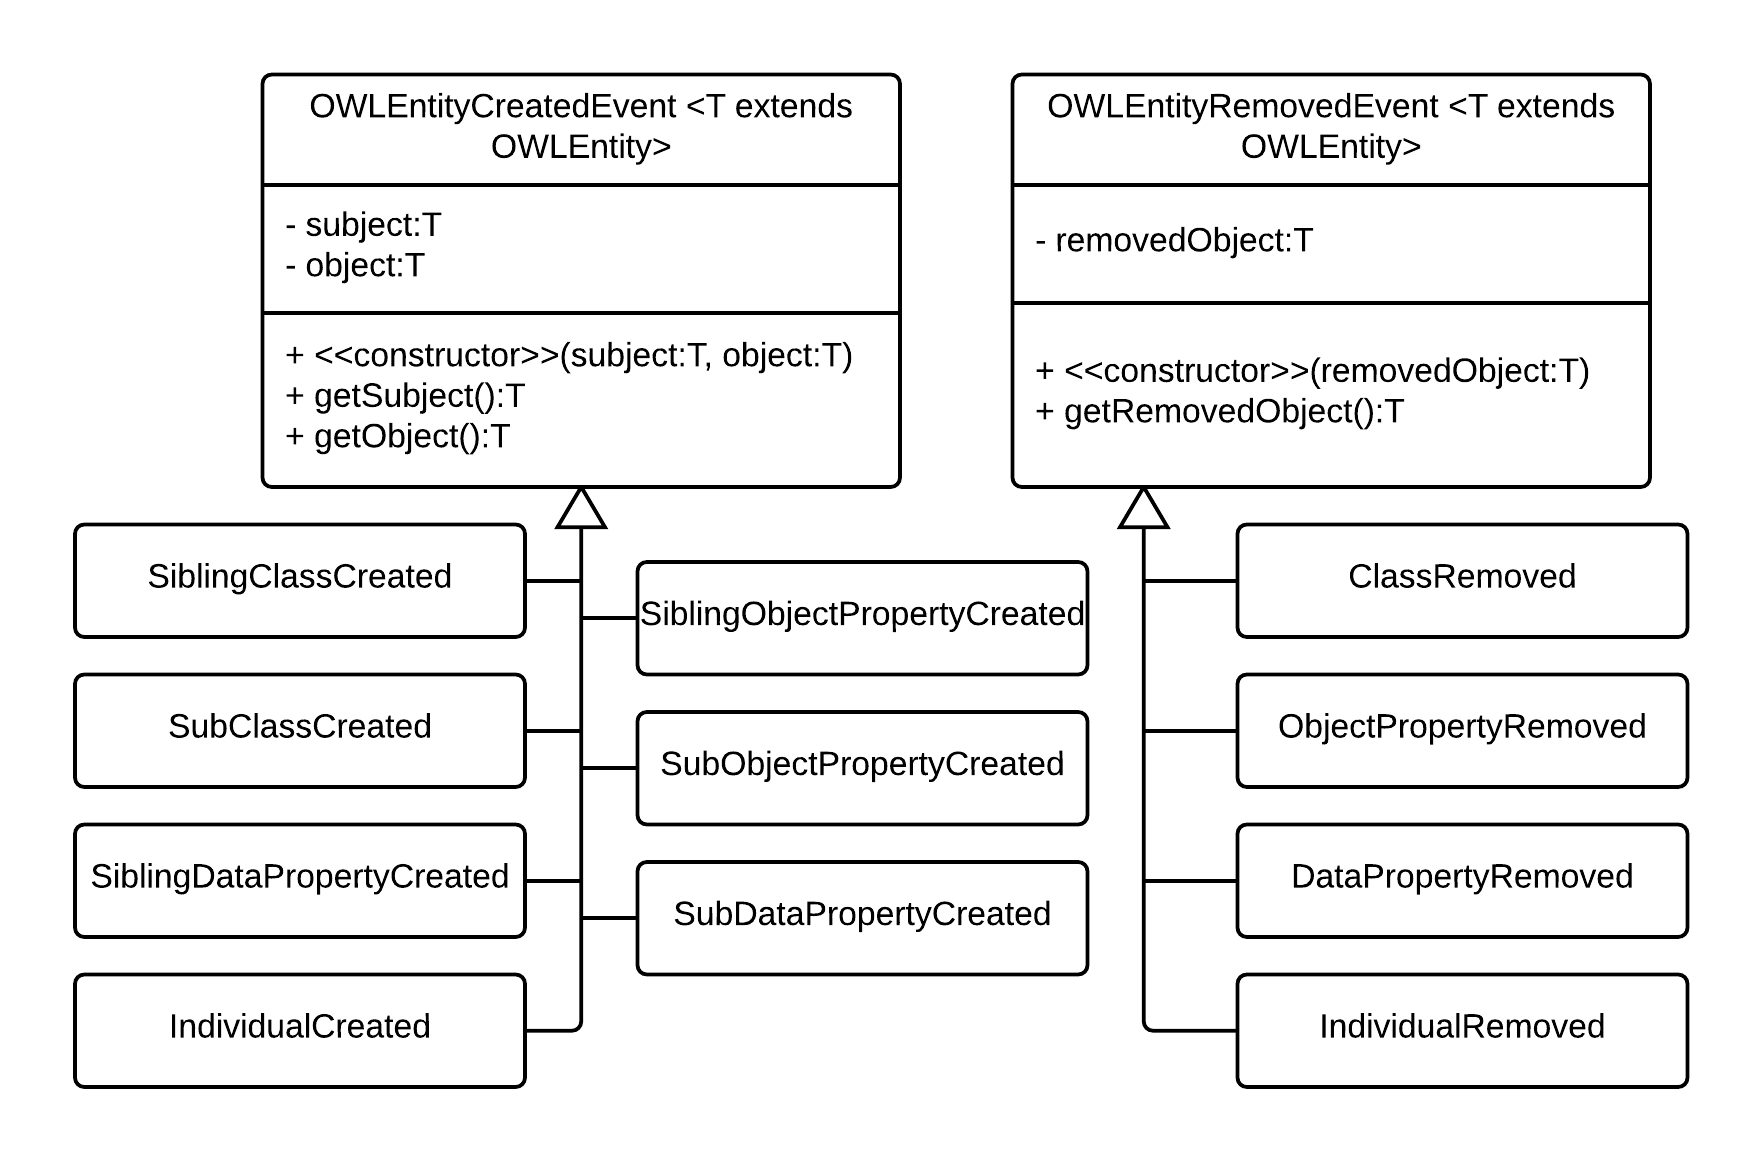 OWLEntityCreatedEvent <T extends
OWLEntity>
- subject:T
- object:T
+ <<constructor>>(subject:T, object:T)
+ getSubject():T
+ getObject():T
OWLEntityRemovedEvent <T extends
OWLEntity>
- removedObject:T
+ <<constructor>>(removedObject:T)
+ getRemovedObject():T
SiblingClassCreated
SubClassCreated
SiblingDataPropertyCreated
IndividualCreated
SiblingObjectPropertyCreated
SubObjectPropertyCreated
SubDataPropertyCreated
ClassRemoved
ObjectPropertyRemoved
DataPropertyRemoved
IndividualRemoved